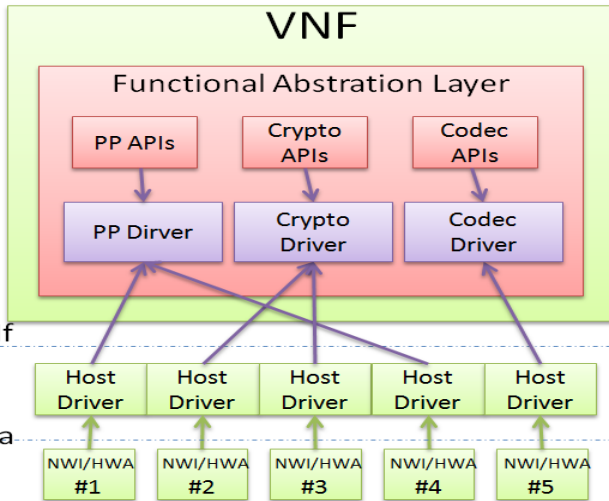 VNF
Functional Abstration Layer
PP APIs
Crypto
APIs
Codec
APIs
PP Dirver
Crypto
Driver
Codec
Driver
f
Host
Driver
Host
Driver
Host
Driver
Host
Driver
Host
Driver
a
NWI/HWA
#1
NWI/HWA
#2
NWI/HWA
#3
NWI/HWA
#4
NWI/HWA
#5